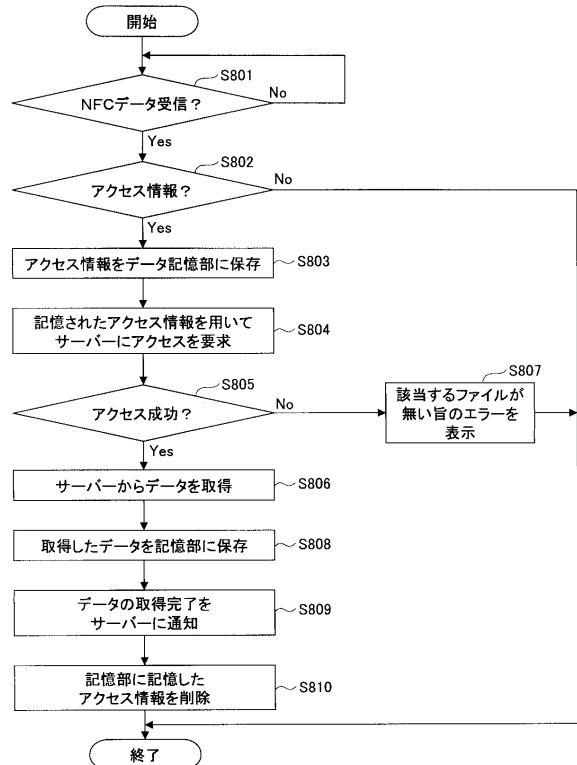 開始
S801
NFCデータ受信？
No
Yes
S802
アクセス情報？
No
Yes
アクセス情報をデータ記憶部に保存
S803
記憶されたアクセス情報を用いて
サーバーにアクセスを要求
S804
S805
アクセス成功？
No
Yes
S807
該当するファイルが
無い旨のエラーを
表示
サーバーからデータを取得
S806
取得したデータを記憶部に保存
S808
データの取得完了を
サーバーに通知
S809
記憶部に記憶した
アクセス情報を削除
S810
終了